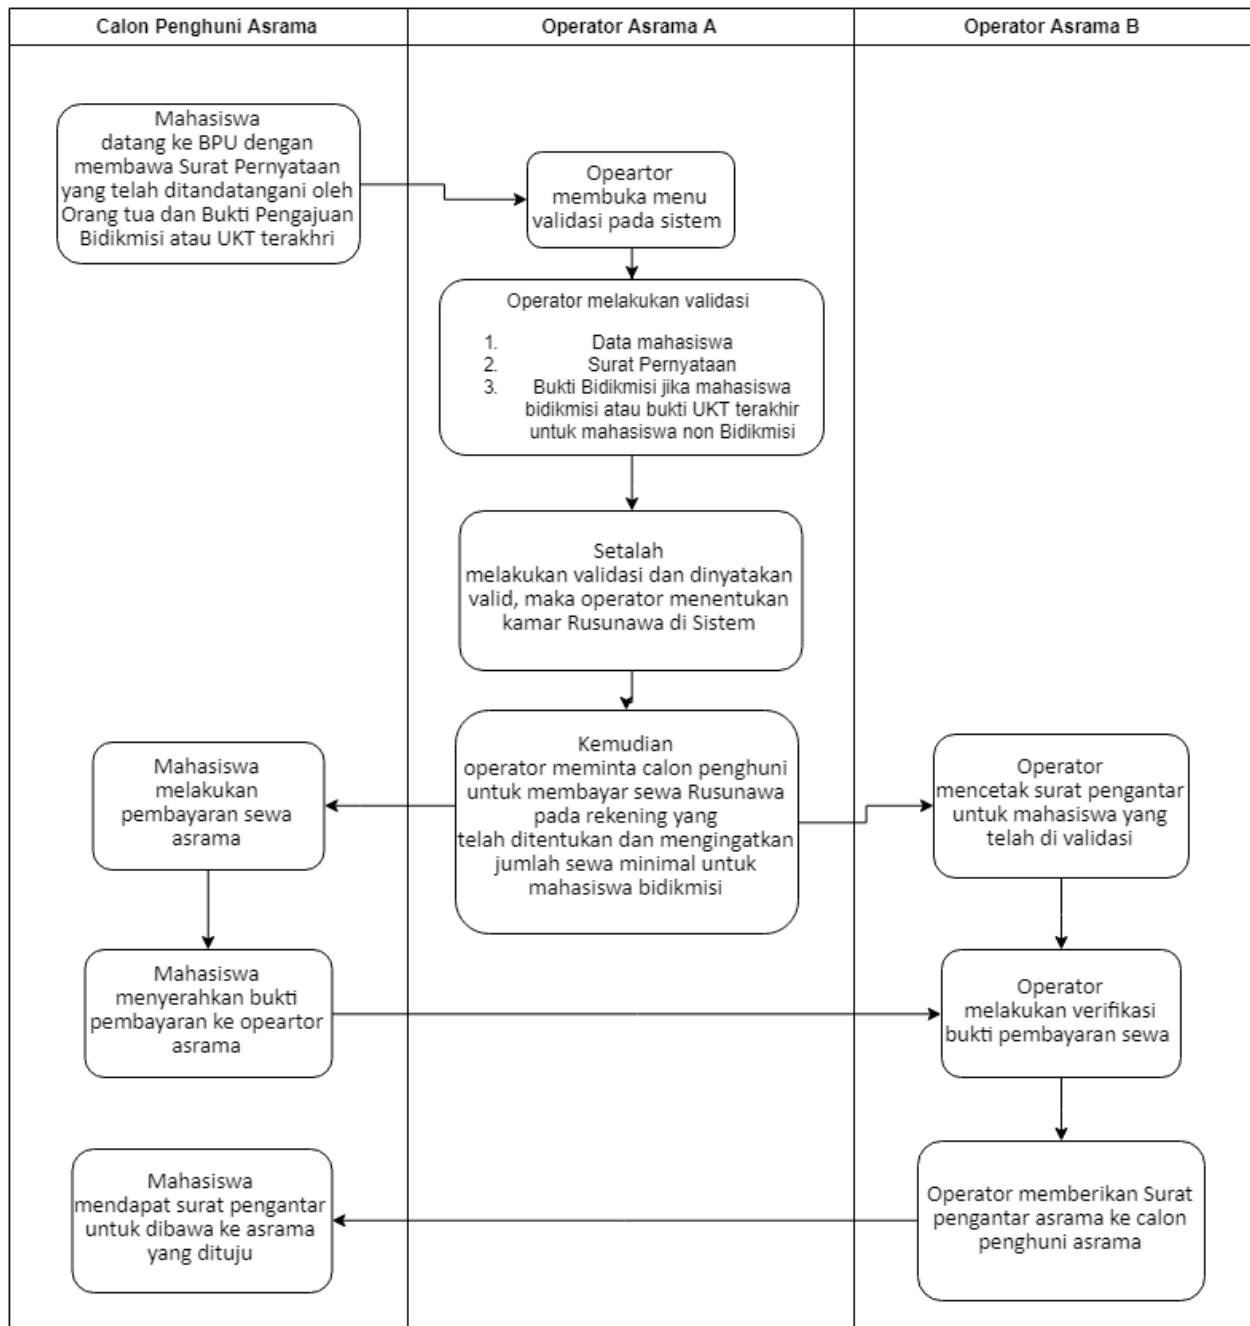 Calon Penghuni Asrama
Operator Asrama A
Operator Asrama B
Mahasiswa
datang ke BPU dengan
membawa Surat Pernyataan
yang telah ditandatangani oleh
Orang tua dan Bukti Pengajuan
Bidikmisi atau UKT terakhri
Opeartor
membuka menu
validasi pada sistem
Operator melakukan validasi
1. Data mahasiswa
2. Surat Pernyataan
3. Bukti Bidikmisi jika mahasiswa
bidikmisi atau bukti UKT terakhir
untuk mahasiswa non Bidikmisi
Setalah
melakukan validasi dan dinyatakan
valid, maka operator menentukan
kamar Rusunawa di Sistem
Kemudian
operator meminta calon penghuni
untuk membayar sewa Rusunawa
pada rekening yang
telah ditentukan dan mengingatkan
jumlah sewa minimal untuk
mahasiswa bidikmisi
Mahasiswa
melakukan
pembayaran sewa
asrama
Operator
mencetak surat pengantar
untuk mahasiswa yang
telah di validasi
Mahasiswa
menyerahkan bukti
pembayaran ke opeartor
asrama
Operator
melakukan verifikasi
bukti pembayaran sewa
Operator memberikan Surat
pengantar asrama ke calon
penghuni asrama
Mahasiswa
mendapat surat pengantar
untuk dibawa ke asrama
yang dituju